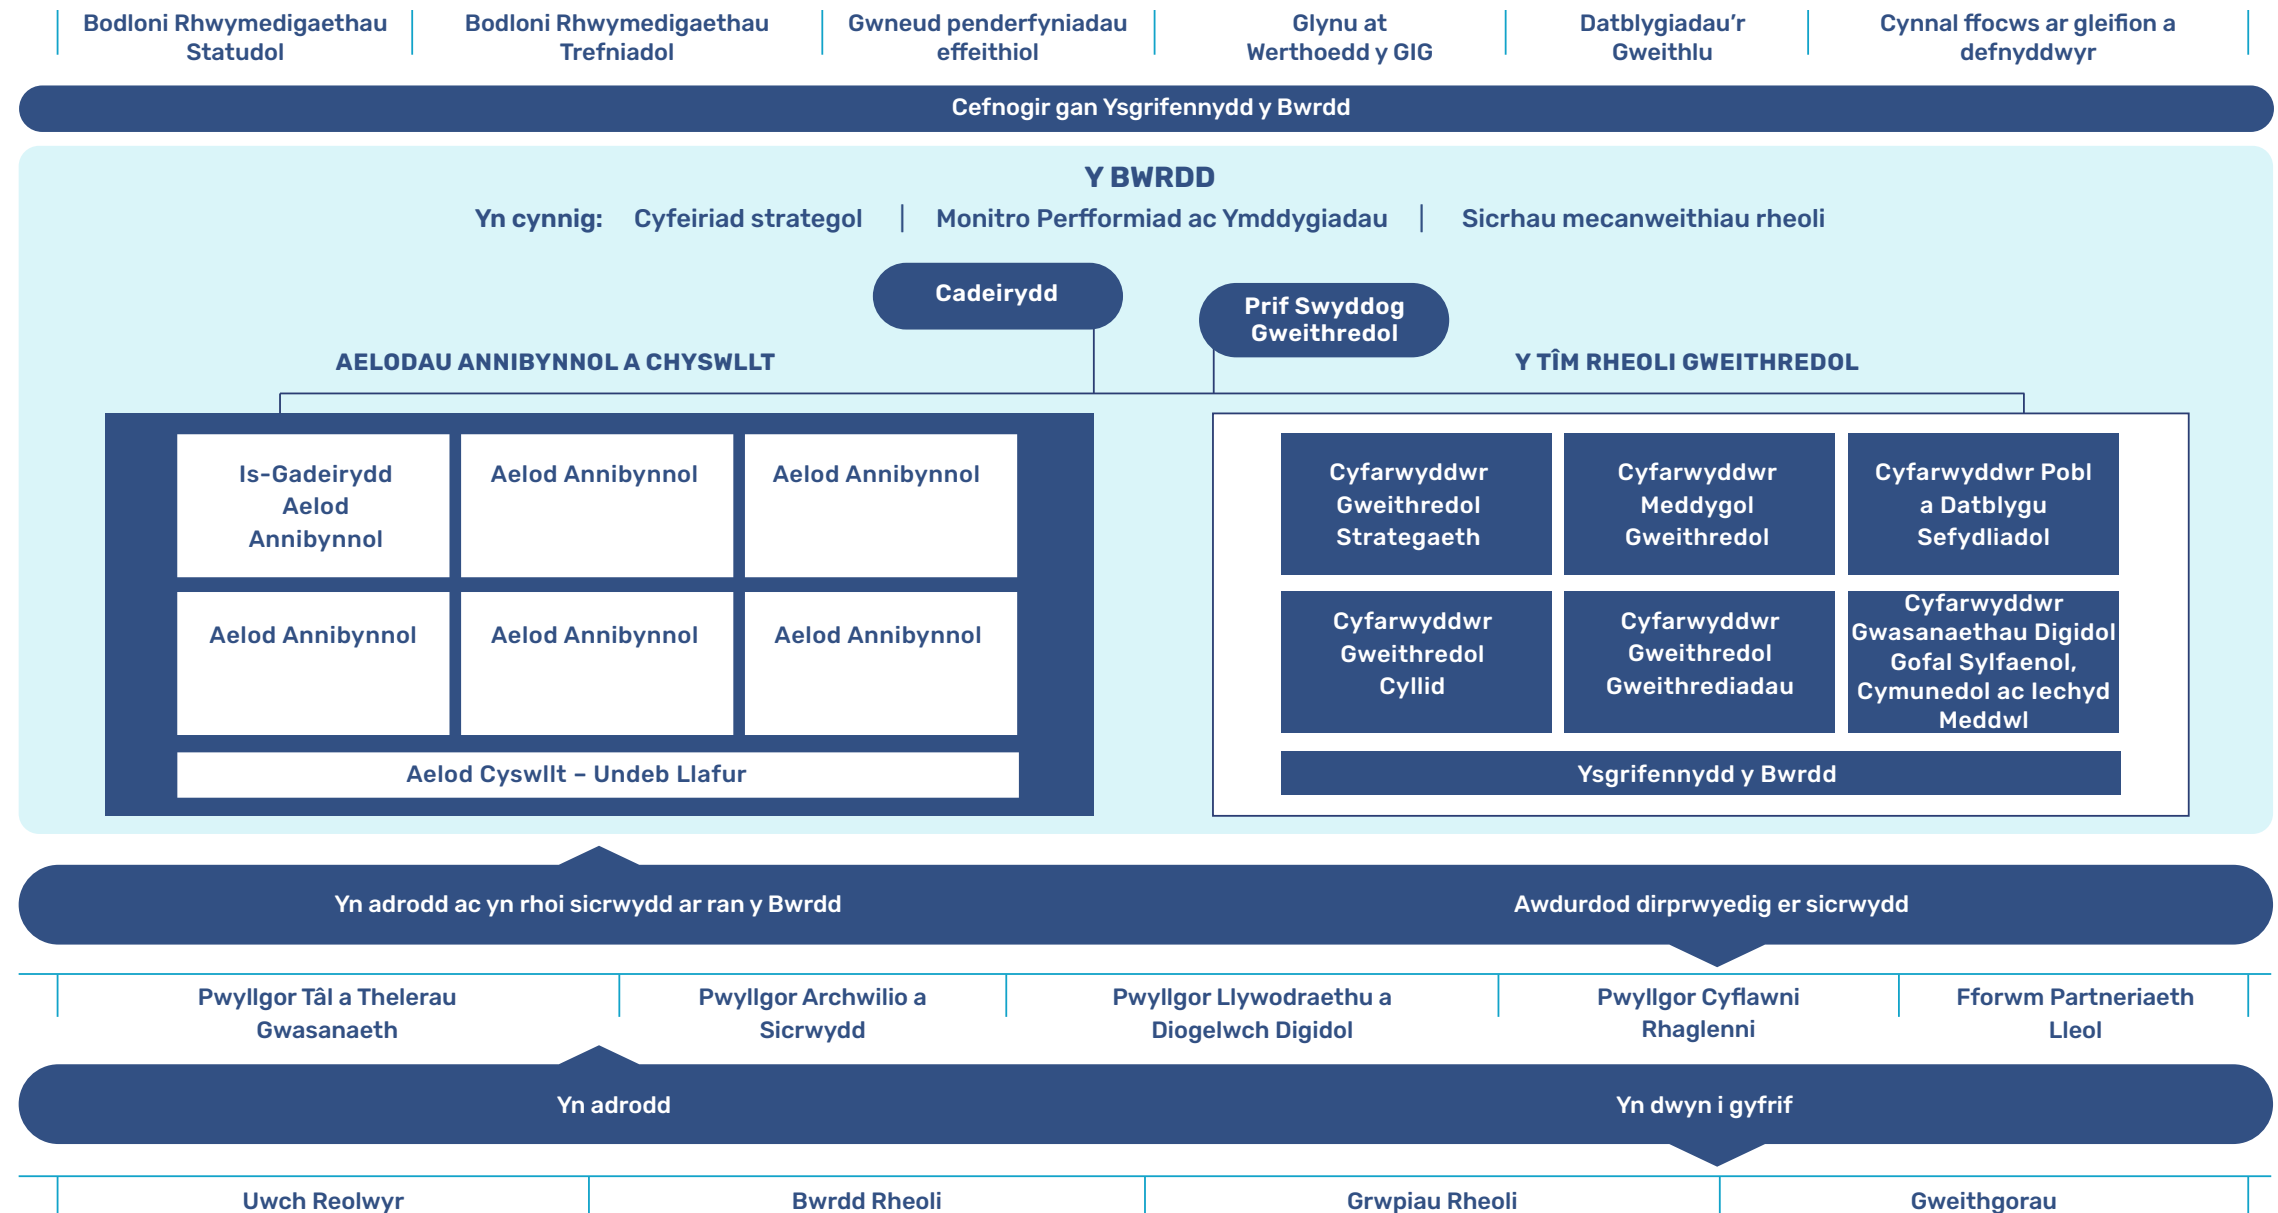 Bodloni Rhwymedigaethau
Statudol
Bodloni Rhwymedigaethau
Trefniadol
Gwneud penderfyniadau
effeithiol
Glynu at
Werthoedd y GIG
Datblygiadau’r
Gweithlu
Cynnal ffocws ar gleifion a
defnyddwyr
Cefnogir gan Ysgrifennydd y Bwrdd
Y BWRDD
Yn cynnig: Cyfeiriad strategol | Monitro Perfformiad ac Ymddygiadau | Sicrhau mecanweithiau rheoli
Cadeirydd
Prif Swyddog
Gweithredol
AELODAU ANNIBYNNOL A CHYSWLLT
Is-Gadeirydd
Aelod
Annibynnol
Aelod Annibynnol
Aelod Annibynnol
Aelod Annibynnol
Aelod Annibynnol
Aelod Annibynnol
Aelod Cyswllt – Undeb Llafur
Y TÎM RHEOLI GWEITHREDOL
Cyfarwyddwr
Gweithredol
Strategaeth
Cyfarwyddwr
Meddygol
Gweithredol
Cyfarwyddwr Pobl
a Datblygu
Sefydliadol
Cyfarwyddwr
Gweithredol
Cyllid
Cyfarwyddwr
Gweithredol
Gweithrediadau
Cyfarwyddwr
Gwasanaethau Digidol
Gofal Sylfaenol,
Cymunedol ac Iechyd
Meddwl
Ysgrifennydd y Bwrdd
Yn adrodd ac yn rhoi sicrwydd ar ran y Bwrdd
Awdurdod dirprwyedig er sicrwydd
Pwyllgor Tâl a Thelerau
Gwasanaeth
Pwyllgor Archwilio a
Sicrwydd
Pwyllgor Llywodraethu a
Diogelwch Digidol
Pwyllgor Cyflawni
Rhaglenni
Fforwm Partneriaeth
Lleol
Yn adrodd
Yn dwyn i gyfrif
Uwch Reolwyr
Bwrdd Rheoli
Grwpiau Rheoli
Gweithgorau